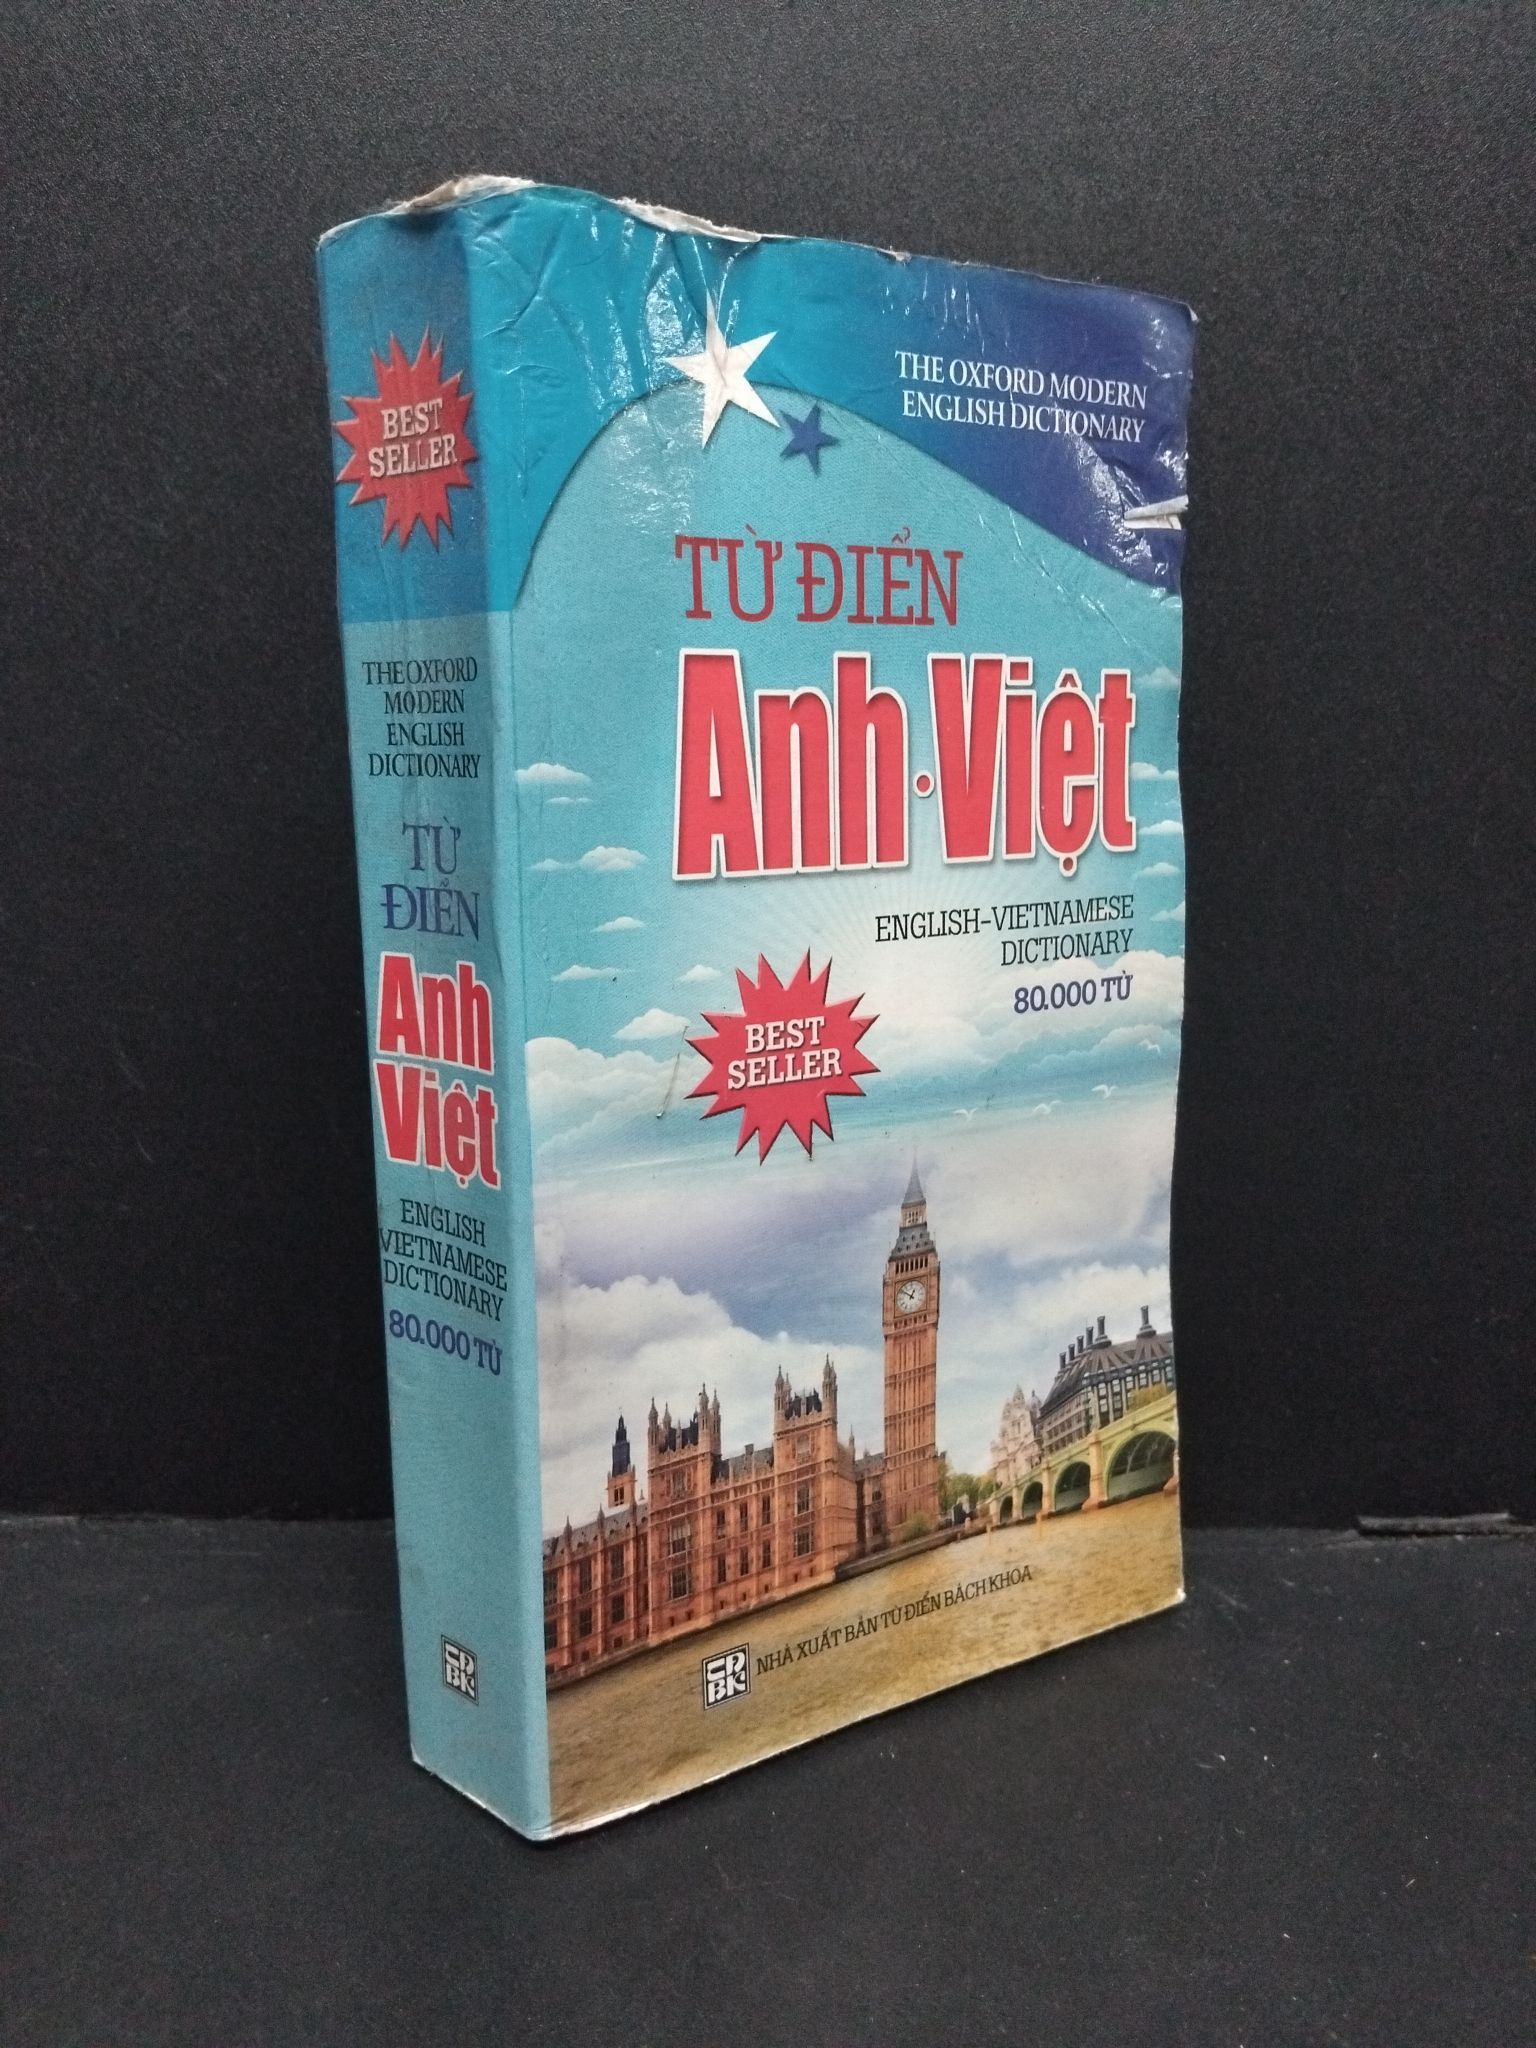 BEST
SELLER
THE OXFORD
MODERN
ENGLISH
DICTIONARY
TỪ
ĐIỂN
Anh
Việt
ENGLISH
VIETNAMESE
DICTIONARY
80.000 TỪ
THE OXFORD MODERN
ENGLISH DICTIONARY
TỪ ĐIỂN
Anh·Việt
ENGLISH-VIETNAMESE
DICTIONARY
80.000 TỪ
BEST
SELLER
NHÀ XUẤT BẢN TỪ ĐIỂN BÁCH KHOA